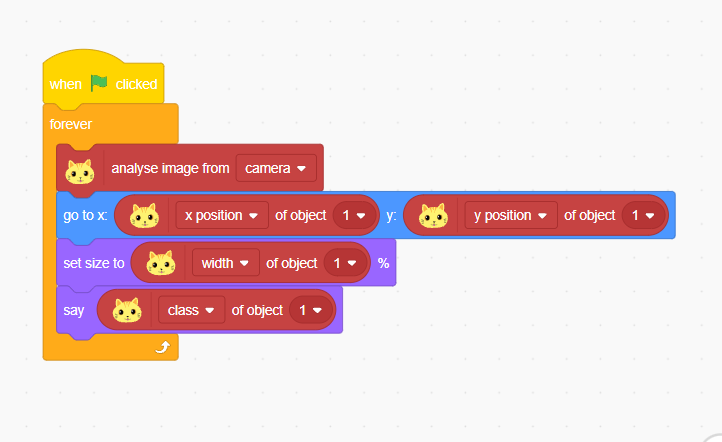 when clicked
forever
analyse image from camera
go to x: x position of object 1 y: y position of object 1
set size to width of object 1 %
say class of object 1